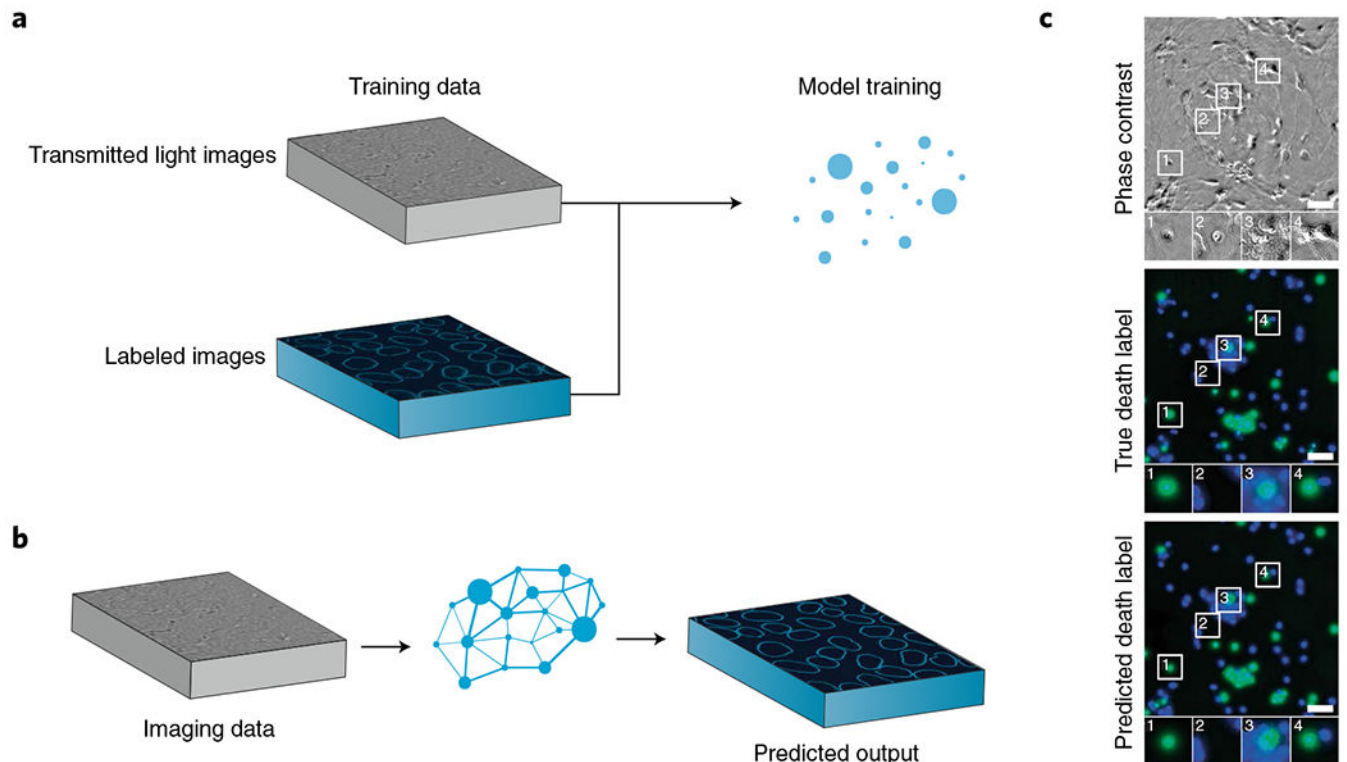 a
Training data
Model training
Transmitted light images
Labeled images
b
Imaging data
Predicted output
c
Phase contrast
1
2
3
4
1 2 3 4
True death label
1
2
3
4
1 2 3 4
Predicted death label
1
2
3
4
1 2 3 4